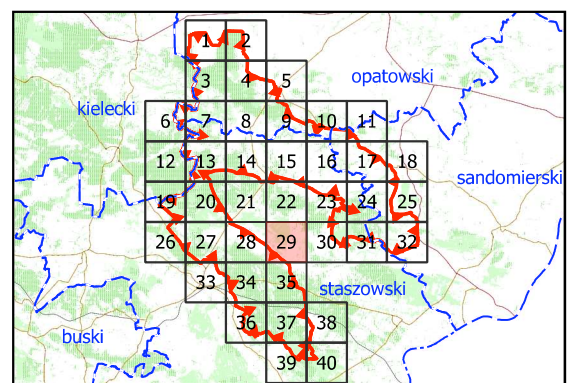 1 2
3 4 5
opatowski
kielecki
6 7 8 9 10 11
12 13 14 15 16 17 18
sandomierski
19 20 21 22 23 24 25
26 27 28 29 30 31 32
33 34 35
staszowski
36 37 38
buski
39 40